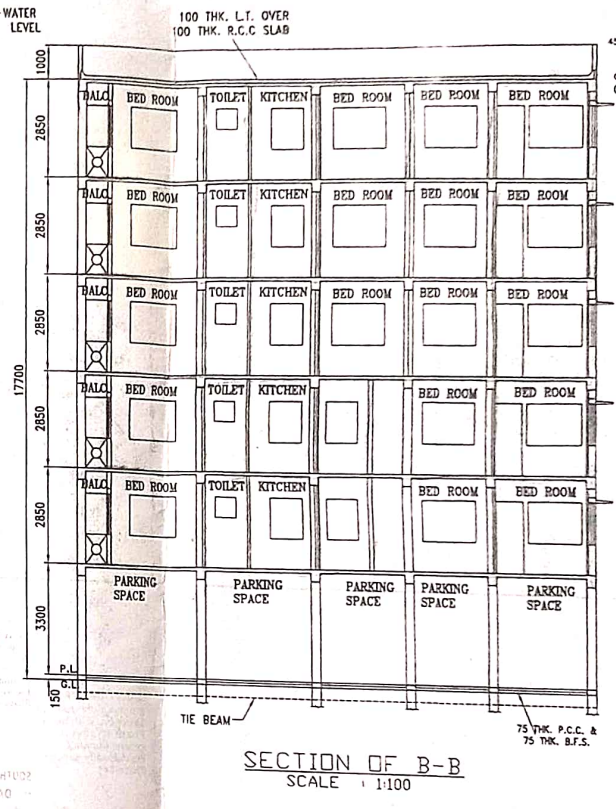 WATER
LEVEL
100 THK. L.T. OVER
100 THK. R.C.C SLAB
1000
BALC. BED ROOM TOILET KITCHEN BED ROOM BED ROOM BED ROOM
2850
BALC. BED ROOM TOILET KITCHEN BED ROOM BED ROOM BED ROOM
2850
BALC. BED ROOM TOILET KITCHEN BED ROOM BED ROOM BED ROOM
2850
17700
BALC. BED ROOM TOILET KITCHEN BED ROOM BED ROOM
2850
BALC. BED ROOM TOILET KITCHEN BED ROOM BED ROOM
2850
PARKING SPACE
PARKING SPACE
PARKING SPACE
PARKING SPACE
PARKING SPACE
3300
P.L
G.L
150
TIE BEAM
75 THK. P.C.C. &
75 THK. B.F.S.
SECTION OF B-B
SCALE : 1:100